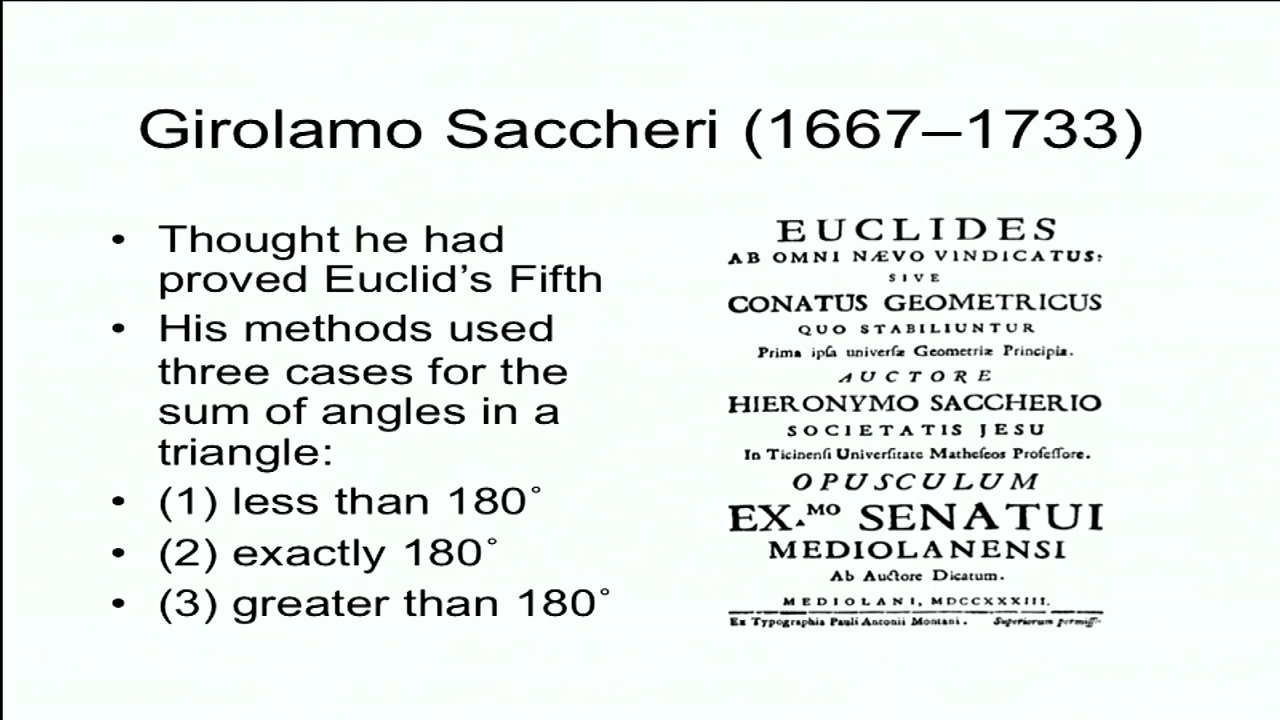 Girolamo Saccheri (1667–1733)
• Thought he had
proved Euclid’s Fifth
• His methods used
three cases for the
sum of angles in a
triangle:
• (1) less than 180˚
• (2) exactly 180˚
• (3) greater than 180˚
EUCLIDES
AB OMNI NÆVO VINDICATUS:
SIVE
CONATUS GEOMETRICUS
QUO STABILIUNTUR
Prima ipſa univerſæ Geometriæ Principia.
AUCTORE
HIERONYMO SACCHERIO
SOCIETATIS JESU
In Ticinenſi Univerſitate Matheſeos Profeſſore.
OPUSCULUM
EX.MO SENATUI
MEDIOLANENSI
Ab Auctore Dicatum.
MEDIOLANI, MDCCXXXIII.
Ex Typographia Pauli Antonii Montani. Superiorum permiſſ